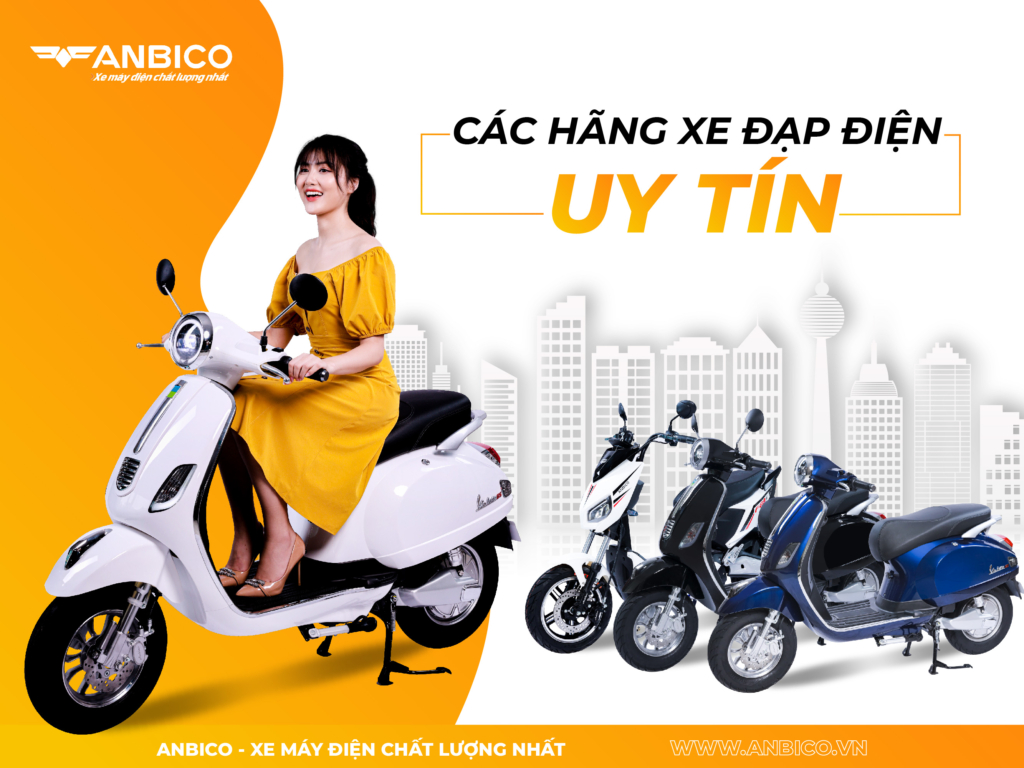 ANBICO
Xe máy điện chất lượng nhất
CÁC HÃNG XE ĐẠP ĐIỆN
UY TÍN
ANBICO - XE MÁY ĐIỆN CHẤT LƯỢNG NHẤT
WWW.ANBICO.VN